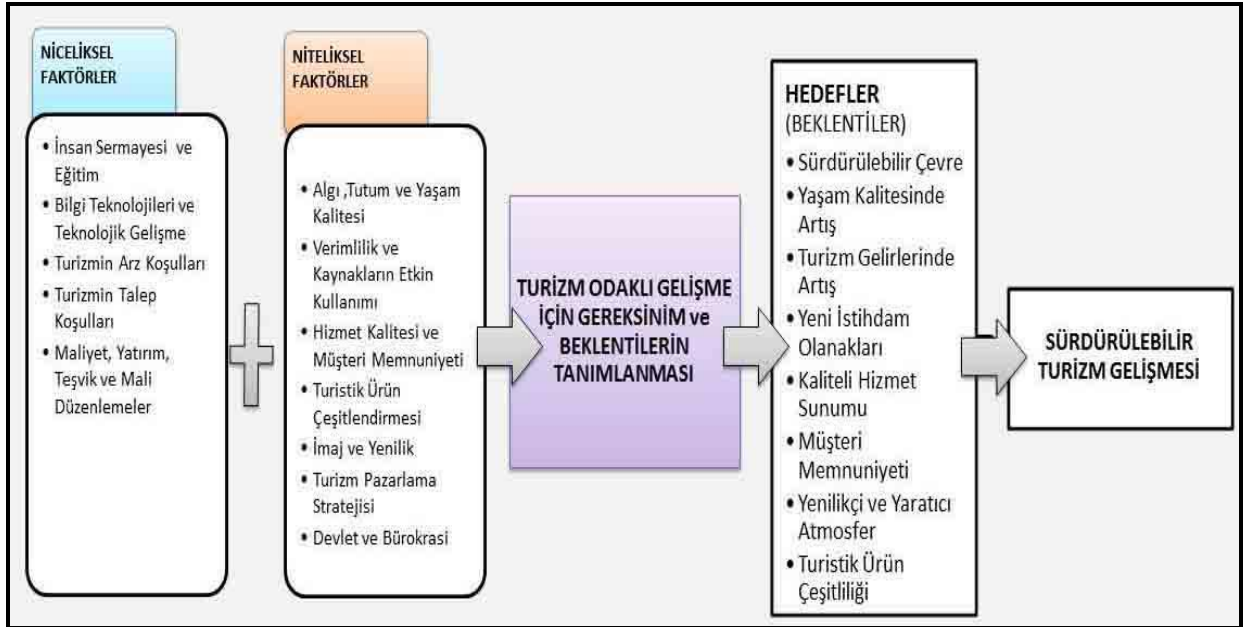 NİCELİKSEL
FAKTÖRLER
• İnsan Sermayesi ve
Eğitim
• Bilgi Teknolojileri ve
Teknolojik Gelişme
• Turizmin Arz Koşulları
• Turizmin Talep
Koşulları
• Maliyet, Yatırım,
Teşvik ve Mali
Düzenlemeler
NİTELİKSEL
FAKTÖRLER
• Algı ,Tutum ve Yaşam
Kalitesi
• Verimlilik ve
Kaynakların Etkin
Kullanımı
• Hizmet Kalitesi ve
Müşteri Memnuniyeti
• Turistik Ürün
Çeşitlendirmesi
• İmaj ve Yenilik
• Turizm Pazarlama
Stratejisi
• Devlet ve Bürokrasi
TURİZM ODAKLI GELİŞME
İÇİN GEREKSİNİM ve
BEKLENTİLERİN
TANIMLANMASI
HEDEFLER
(BEKLENTİLER)
• Sürdürülebilir Çevre
• Yaşam Kalitesinde
Artış
• Turizm Gelirlerinde
Artış
• Yeni İstihdam
Olanakları
• Kaliteli Hizmet
Sunumu
• Müşteri
Memnuniyeti
• Yenilikçi ve Yaratıcı
Atmosfer
• Turistik Ürün
Çeşitliliği
SÜRDÜRÜLEBİLİR
TURİZM GELİŞMESİ